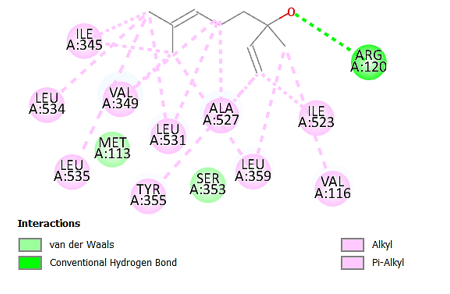 O
ILE
A:345
ARG
A:120
LEU
A:534
VAL
A:349
LEU
A:531
ALA
A:527
ILE
A:523
MET
A:113
LEU
A:535
TYR
A:355
SER
A:353
LEU
A:359
VAL
A:116
Interactions
van der Waals
Conventional Hydrogen Bond
Alkyl
Pi-Alkyl